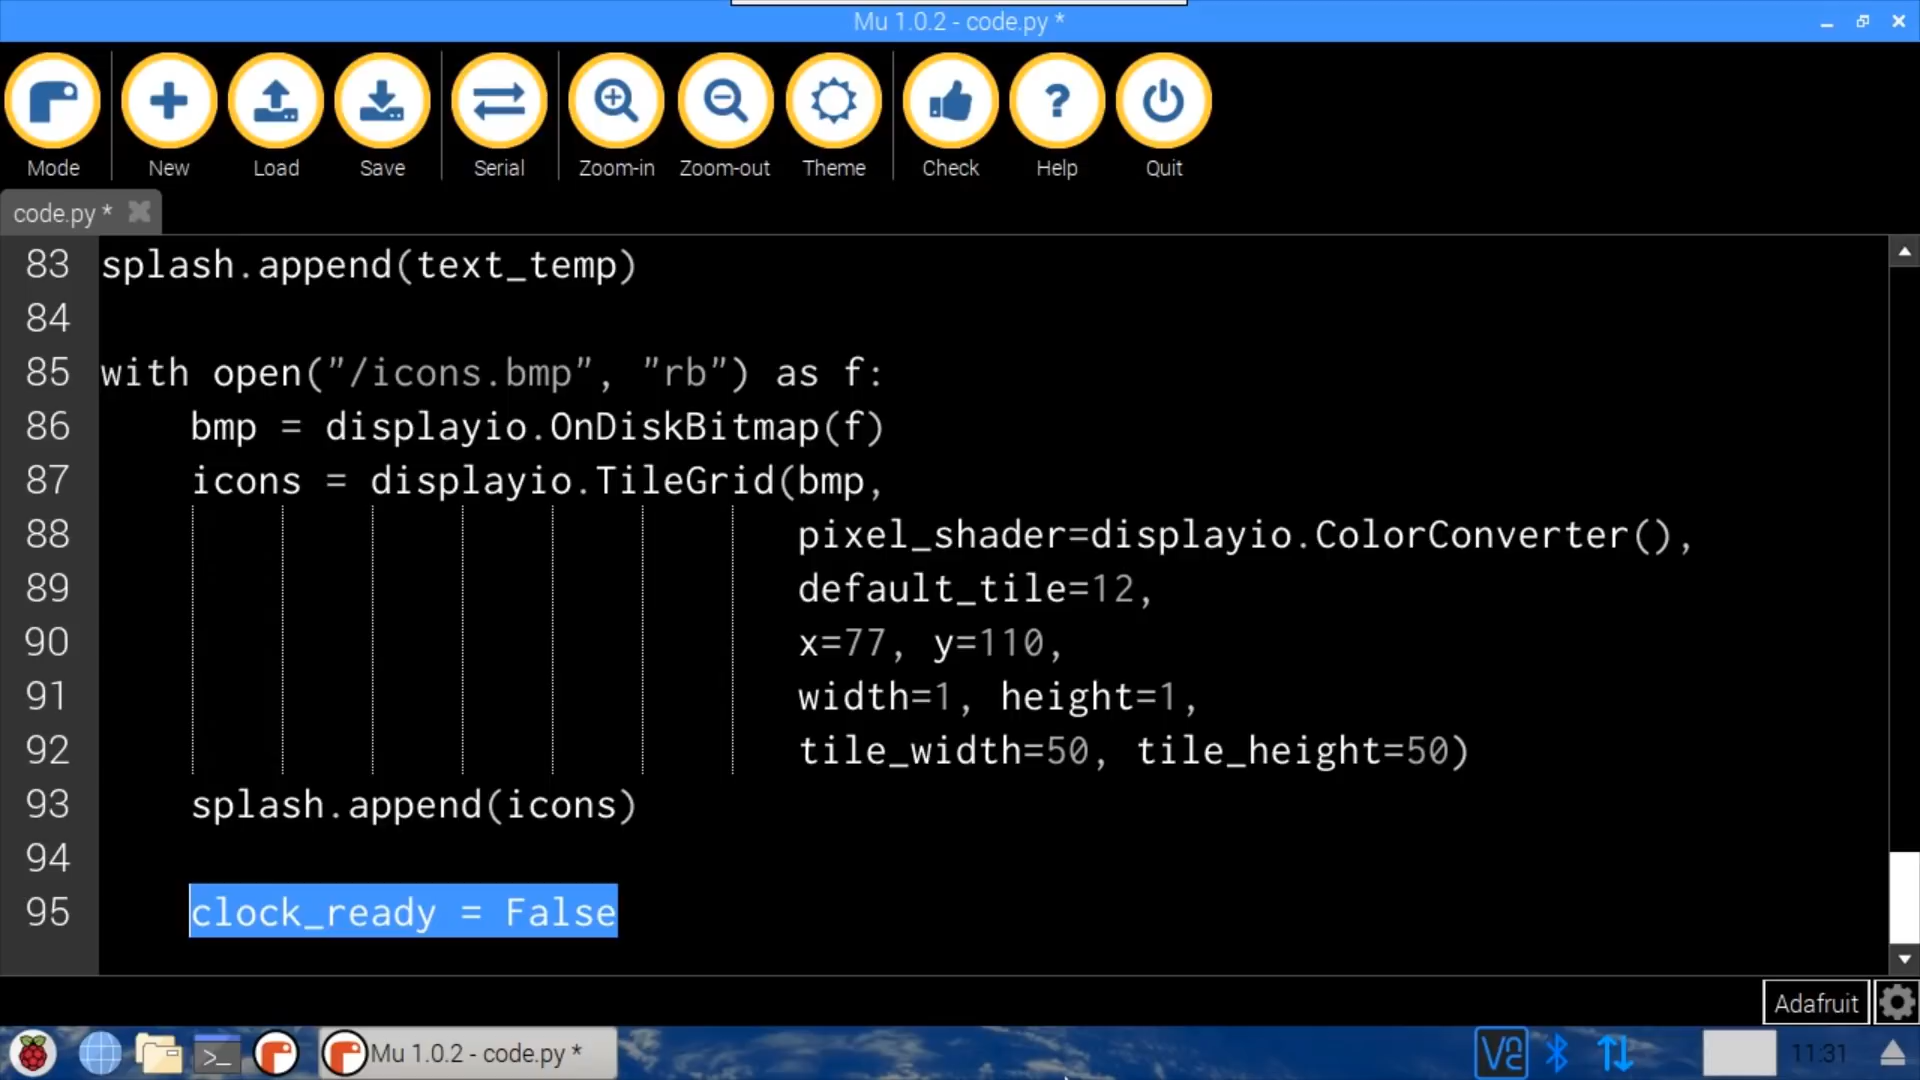 Mu 1.0.2 - code.py *
Mode New Load Save Serial Zoom-in Zoom-out Theme Check Help Quit
code.py *
83 splash.append(text_temp)
84
85 with open("/icons.bmp", "rb") as f:
86 bmp = displayio.OnDiskBitmap(f)
87 icons = displayio.TileGrid(bmp,
88 pixel_shader=displayio.ColorConverter(),
89 default_tile=12,
90 x=77, y=110,
91 width=1, height=1,
92 tile_width=50, tile_height=50)
93 splash.append(icons)
94
95 clock_ready = False
Adafruit
Mu 1.0.2 - code.py *
11:31